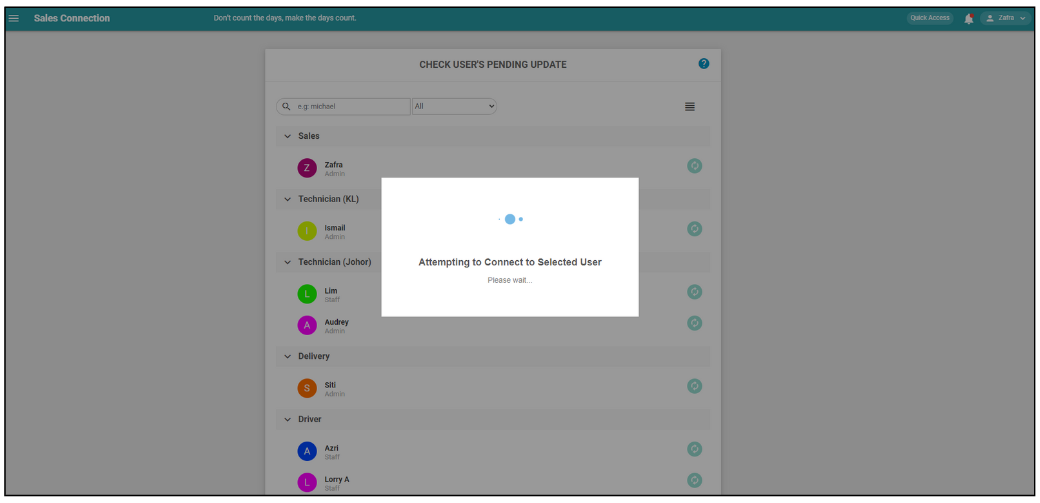 Sales Connection
Don't count the days, make the days count.
Quick Access
Zafra
CHECK USER'S PENDING UPDATE
?
e.g: michael
All
Sales
Z
Zafra
Admin
Technician (KL)
I
Ismail
Admin
Technician (Johor)
Attempting to Connect to Selected User
Please wait...
L
Lim
Staff
A
Audrey
Admin
Delivery
S
Siti
Admin
Driver
A
Azri
Staff
L
Lorry A
Staff